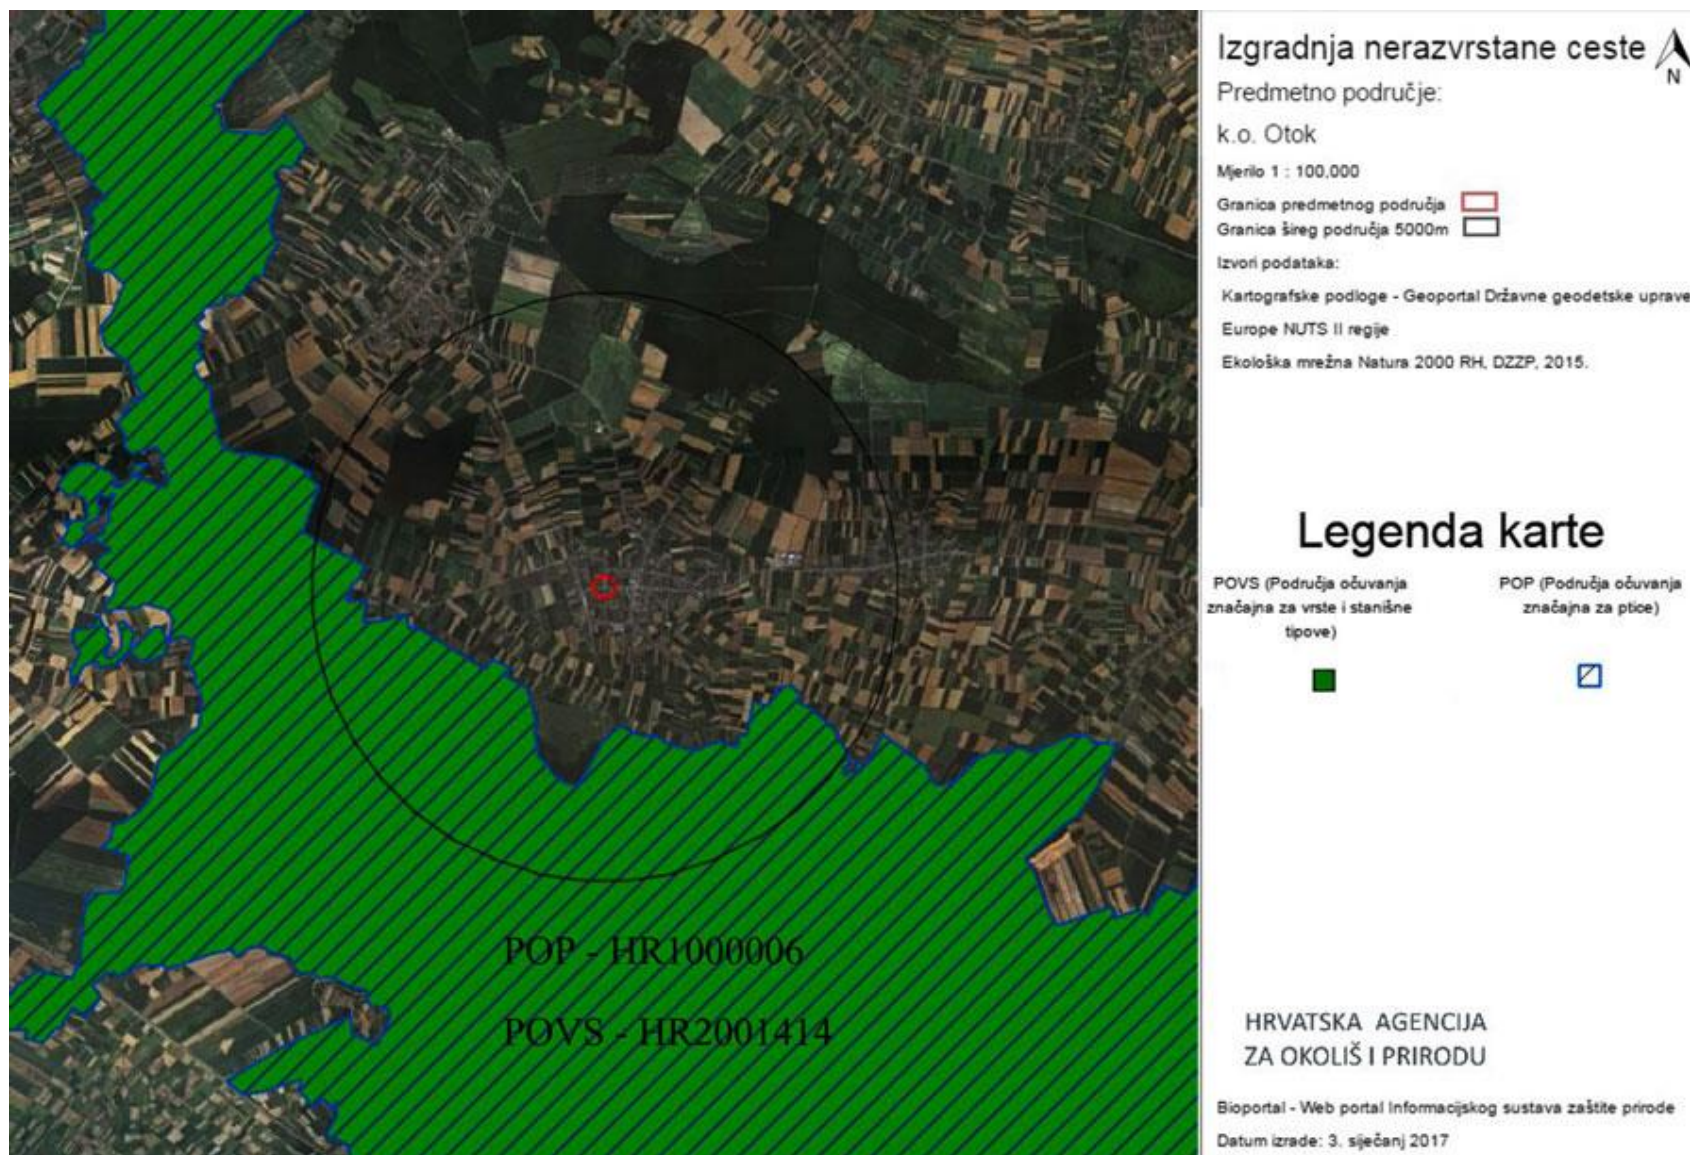 Izgradnja nerazvrstane ceste
N
Predmetno područje:
k.o. Otok
Mjerilo 1 : 100,000
Granica predmetnog područja
Granica šireg područja 5000m
Izvori podataka:
Kartografske podloge - Geoportal Državne geodetske uprave
Europe NUTS II regije
Ekološka mrežna Natura 2000 RH, DZZP, 2015.
Legenda karte
POVS (Područja očuvanja
značajna za vrste i stanišne
tipove)
POP (Područja očuvanja
značajna za ptice)
POP - HR1000006
POVS - HR2001414
HRVATSKA AGENCIJA
ZA OKOLIŠ I PRIRODU
Bioportal - Web portal Informacijskog sustava zaštite prirode
Datum izrade: 3. siječanj 2017